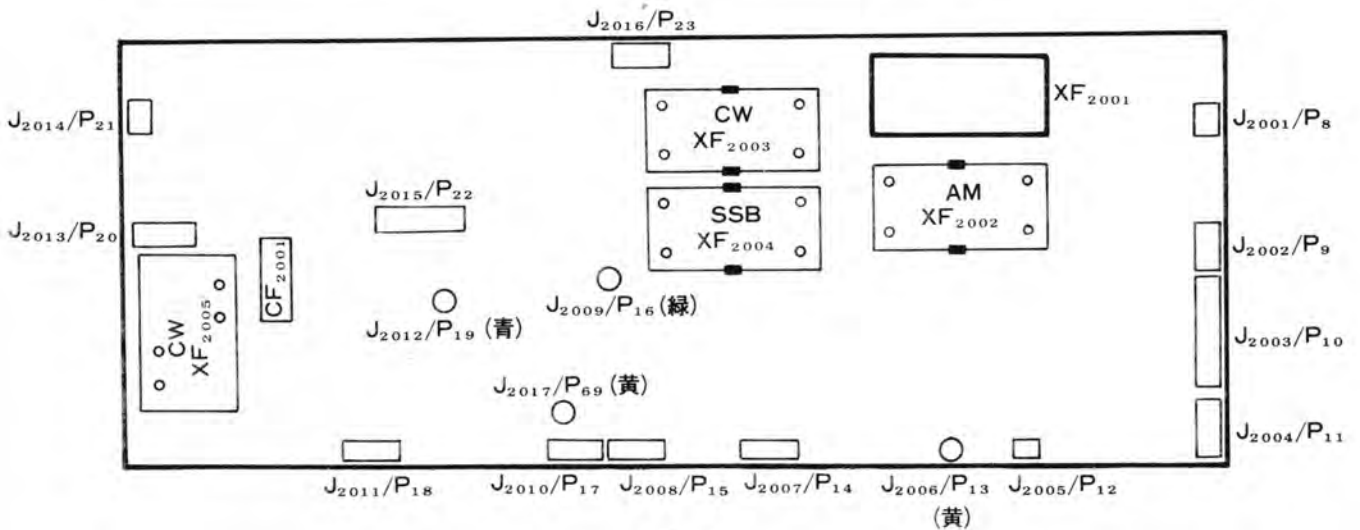 J2016/P23
XF2001
J2014/P21
CW
XF2003
J2001/P8
J2015/P22
SSB
XF2004
AM
XF2002
J2013/P20
J2002/P9
CF2001
J2009/P16 (緑)
J2012/P19 (青)
CW
XF2005
J2003/P10
J2017/P69 (黄)
J2004/P11
J2011/P18
J2010/P17
J2008/P15
J2007/P14
J2006/P13
(黄)
J2005/P12